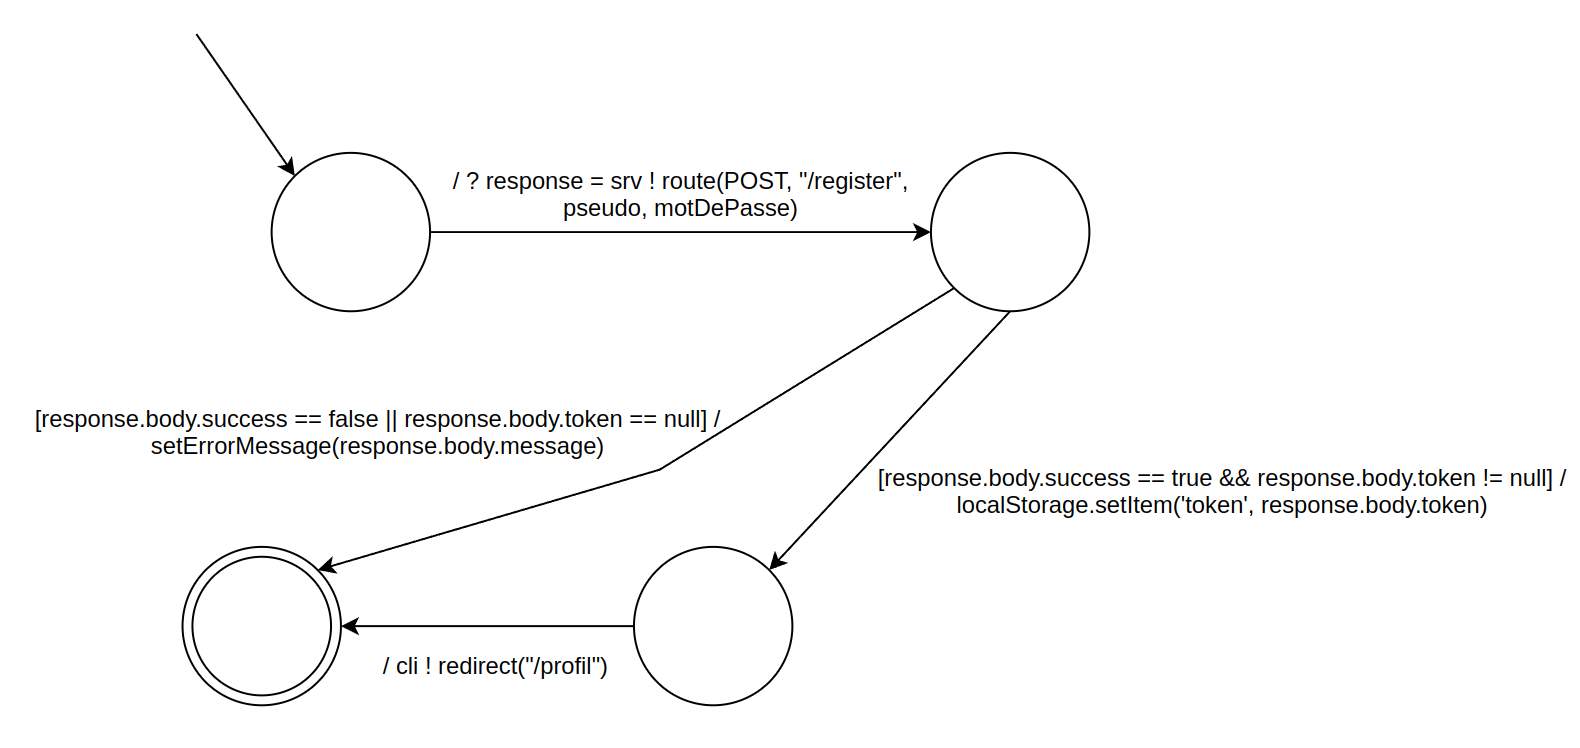 / ? response = srv ! route(POST, "/register",
pseudo, motDePasse)
[response.body.success == false || response.body.token == null] /
setErrorMessage(response.body.message)
[response.body.success == true && response.body.token != null] /
localStorage.setItem('token', response.body.token)
/ cli ! redirect("/profil")